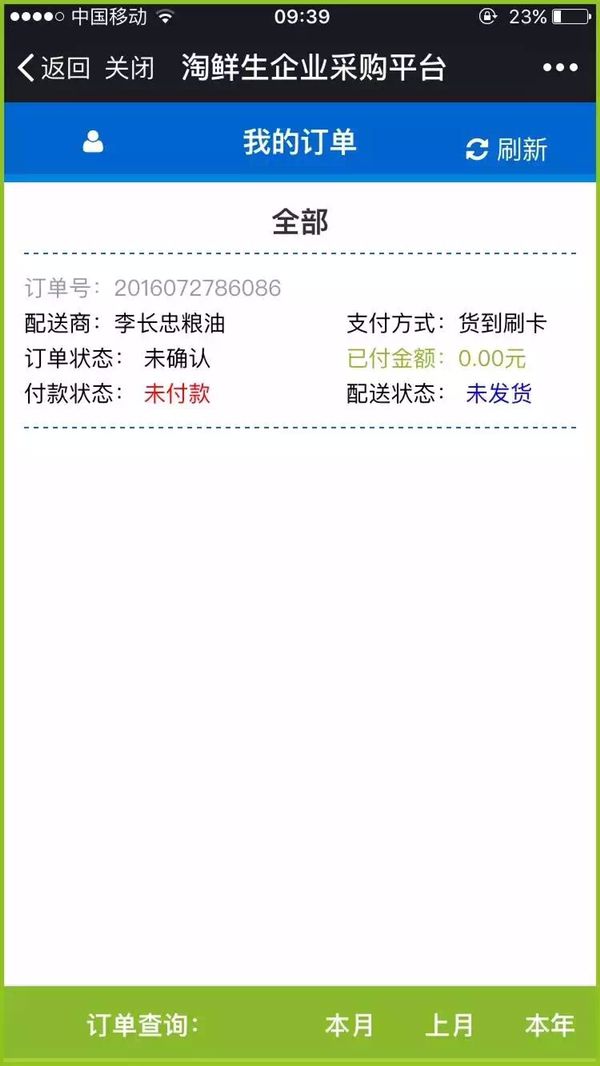 中国移动 09:39 23%
返回 关闭 淘鲜生企业采购平台
我的订单 刷新
全部
订单号：2016072786086
配送商：李长忠粮油 支付方式：货到刷卡
订单状态： 未确认 已付金额：0.00元
付款状态： 未付款 配送状态： 未发货
订单查询： 本月 上月 本年